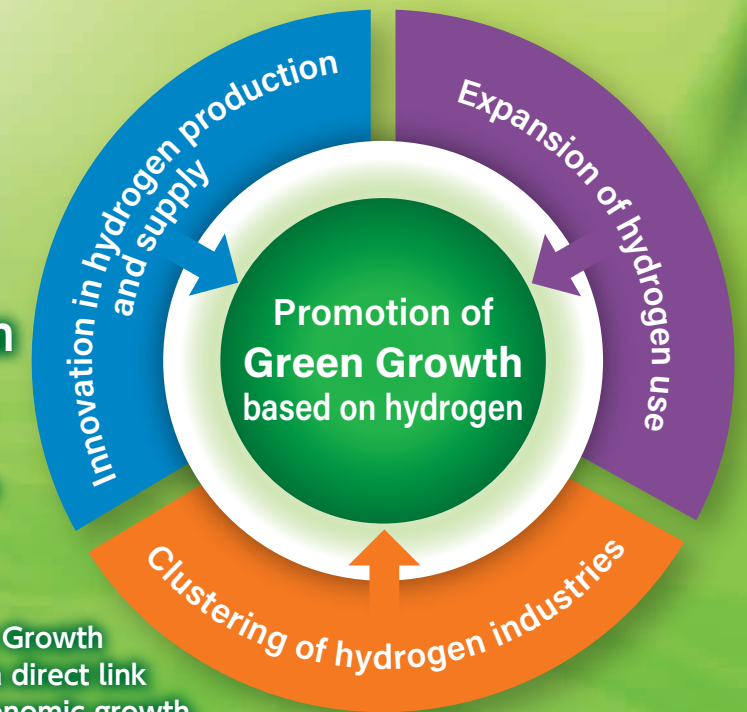 Innovation in hydrogen production
and supply
Expansion of hydrogen use
Promotion of
Green Growth
based on hydrogen
Clustering of hydrogen industries
Growth
direct link
growth